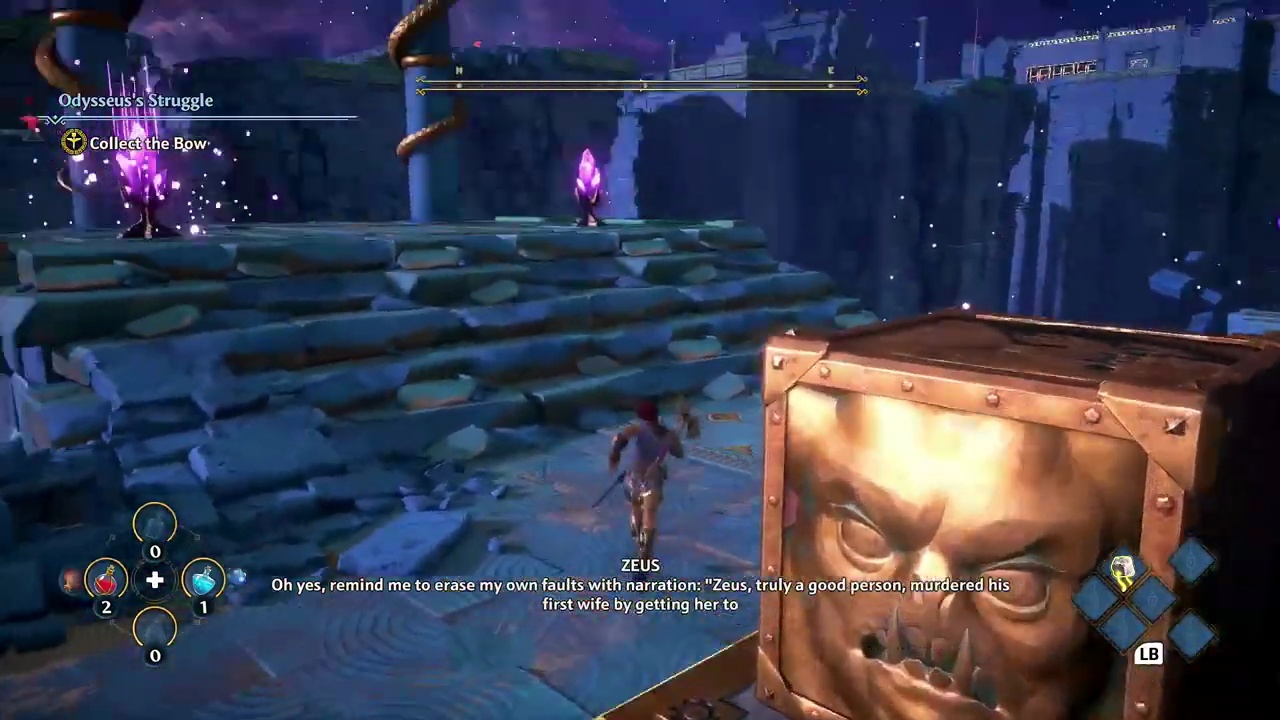 N
E
Odysseus's Struggle
Collect the Bow
0
2
1
0
ZEUS
Oh yes, remind me to erase my own faults with narration: "Zeus, truly a good person, murdered his
first wife by getting her to
LB